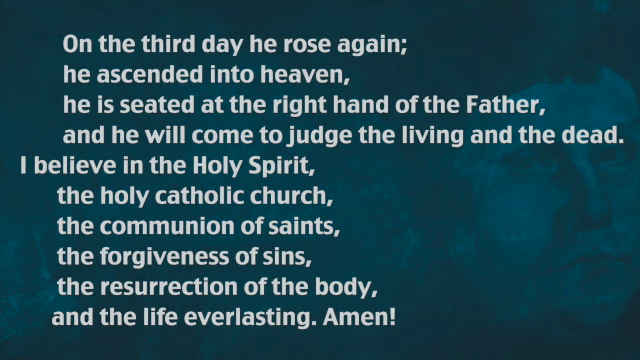 On the third day he rose again;
he ascended into heaven,
he is seated at the right hand of the Father,
and he will come to judge the living and the dead.
I believe in the Holy Spirit,
the holy catholic church,
the communion of saints,
the forgiveness of sins,
the resurrection of the body,
and the life everlasting. Amen!